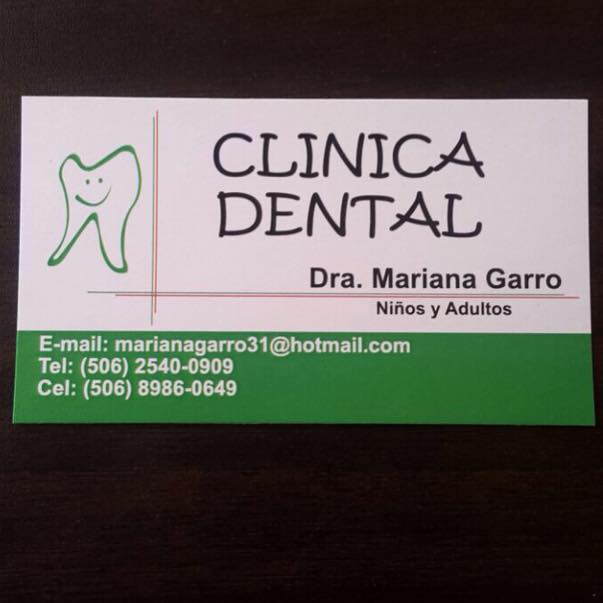 CLINICA
DENTAL
Dra. Mariana Garro
Niños y Adultos
E-mail: marianagarro31@hotmail.com
Tel: (506) 2540-0909
Cel: (506) 8986-0649